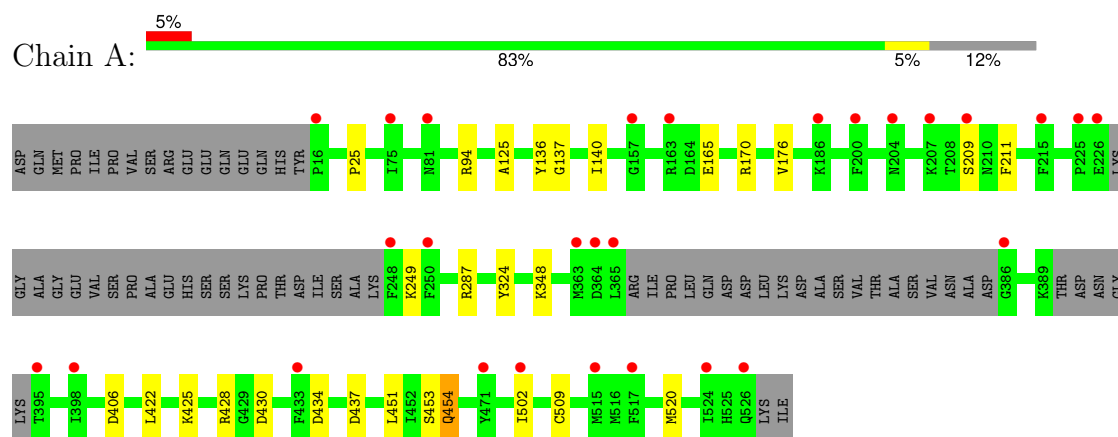 5%
Chain A:
83% 5% 12%
ASP GLN MET PRO ILE PRO VAL SER ARG GLU GLU GLN GLU GLN HIS TYR P16 P25 I75 N81 R94 A125 Y136 G137 I140 G157 R163 D164 E165 R170 V176 K186 F200 N204 K207 T208 S209 N210 F211 F215 P225 E226 LYS
GLY ALA GLY GLU VAL SER PRO ALA GLU HIS SER SER LYS PRO THR ASP ILE SER ALA LYS F248 K249 F250 R287 Y324 K348 M363 D364 L365 ARG ILE PRO LEU GLN ASP ASP LEU LYS ASP ALA SER VAL THR ALA SER VAL ASN ALA ASP G386 K389 THR ASP ASN GLY
LYS T395 I398 D406 L422 K425 R428 G429 D430 F433 D434 D437 L451 I452 S453 Q454 Y471 I502 C509 M515 M516 F517 M520 I524 H525 Q526 LYS ILE